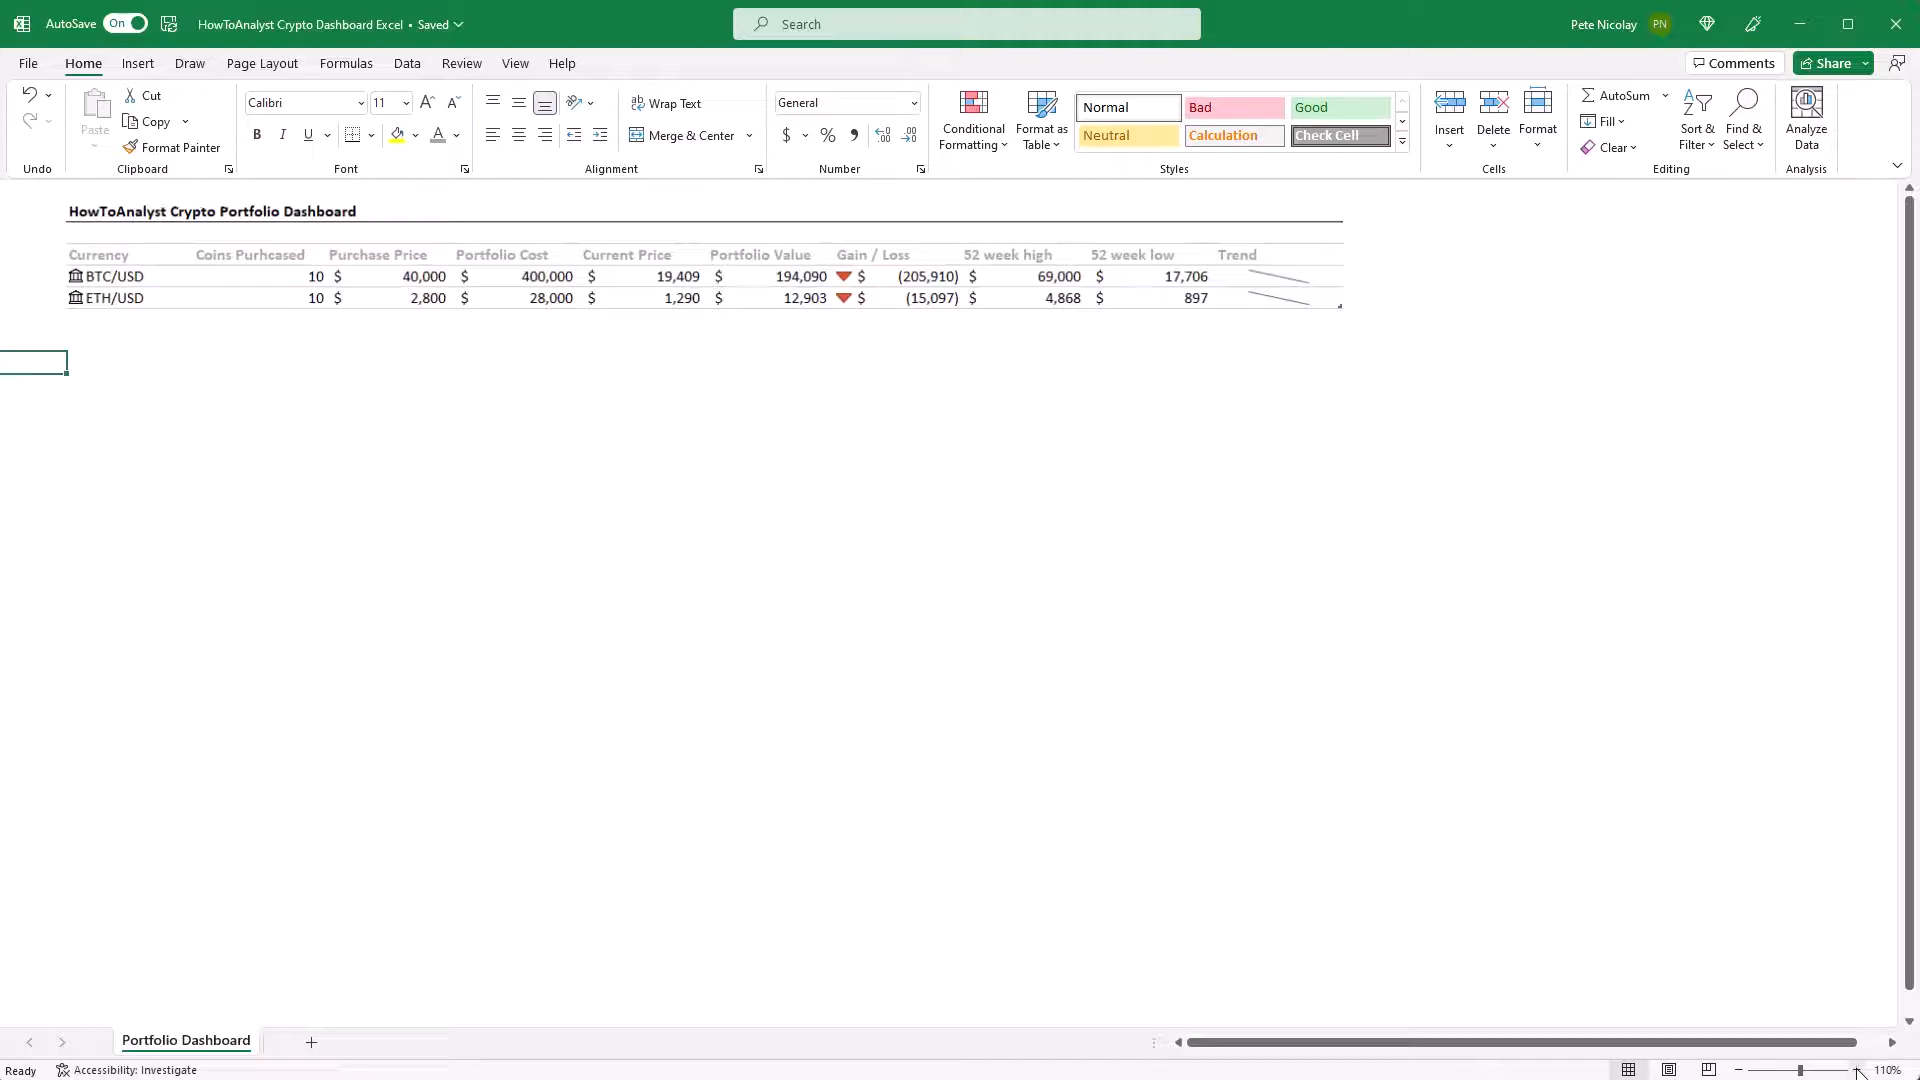 AutoSave On HowToAnalyst Crypto Dashboard Excel • Saved Search Pete Nicolay PN
File Home Insert Draw Page Layout Formulas Data Review View Help Comments Share
Cut
Copy
Format Painter
Paste
Undo
Clipboard
Calibri 11
B I U
Font
Wrap Text
Merge & Center
Alignment
General
$ % 9
Number
Conditional Formatting
Format as Table
Normal Bad Good
Neutral Calculation Check Cell
Styles
Insert Delete Format
Cells
AutoSum
Fill
Clear
Sort & Filter
Find & Select
Editing
Analyze Data
Analysis
HowToAnalyst Crypto Portfolio Dashboard
Currency Coins Purhcased Purchase Price Portfolio Cost Current Price Portfolio Value Gain / Loss 52 week high 52 week low Trend
BTC/USD 10 $ 40,000 $ 400,000 $ 19,409 $ 194,090 $ (205,910) $ 69,000 $ 17,706
ETH/USD 10 $ 2,800 $ 28,000 $ 1,290 $ 12,903 $ (15,097) $ 4,868 $ 897
Portfolio Dashboard
Ready Accessibility: Investigate 110%